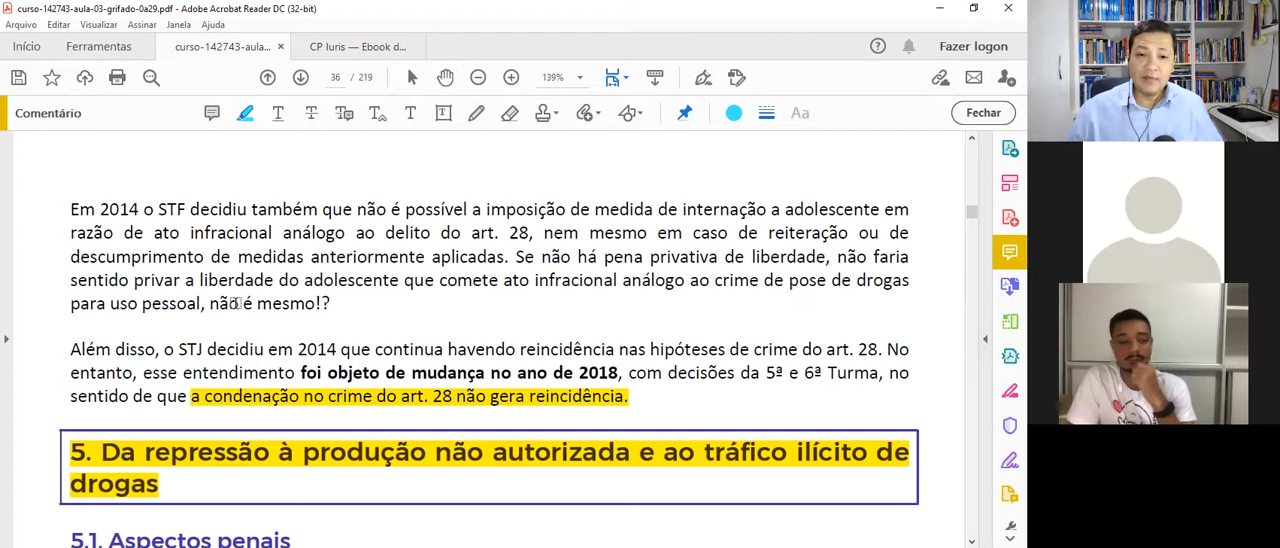 curso-142743-aula-03-grifado-0a29.pdf - Adobe Acrobat Reader DC (32-bit)
Arquivo Editar Visualizar Assinar Janela Ajuda
Início Ferramentas curso-142743-aula... × CP Iuris — Ebook d... Fazer logon
36 / 219 139%
Comentário Aa Fechar
Em 2014 o STF decidiu também que não é possível a imposição de medida de internação a adolescente em
razão de ato infracional análogo ao delito do art. 28, nem mesmo em caso de reiteração ou de
descumprimento de medidas anteriormente aplicadas. Se não há pena privativa de liberdade, não faria
sentido privar a liberdade do adolescente que comete ato infracional análogo ao crime de pose de drogas
para uso pessoal, não é mesmo!?
Além disso, o STJ decidiu em 2014 que continua havendo reincidência nas hipóteses de crime do art. 28. No
entanto, esse entendimento foi objeto de mudança no ano de 2018, com decisões da 5ª e 6ª Turma, no
sentido de que a condenação no crime do art. 28 não gera reincidência.
5. Da repressão à produção não autorizada e ao tráfico ilícito de
drogas
5.1. Aspectos penais